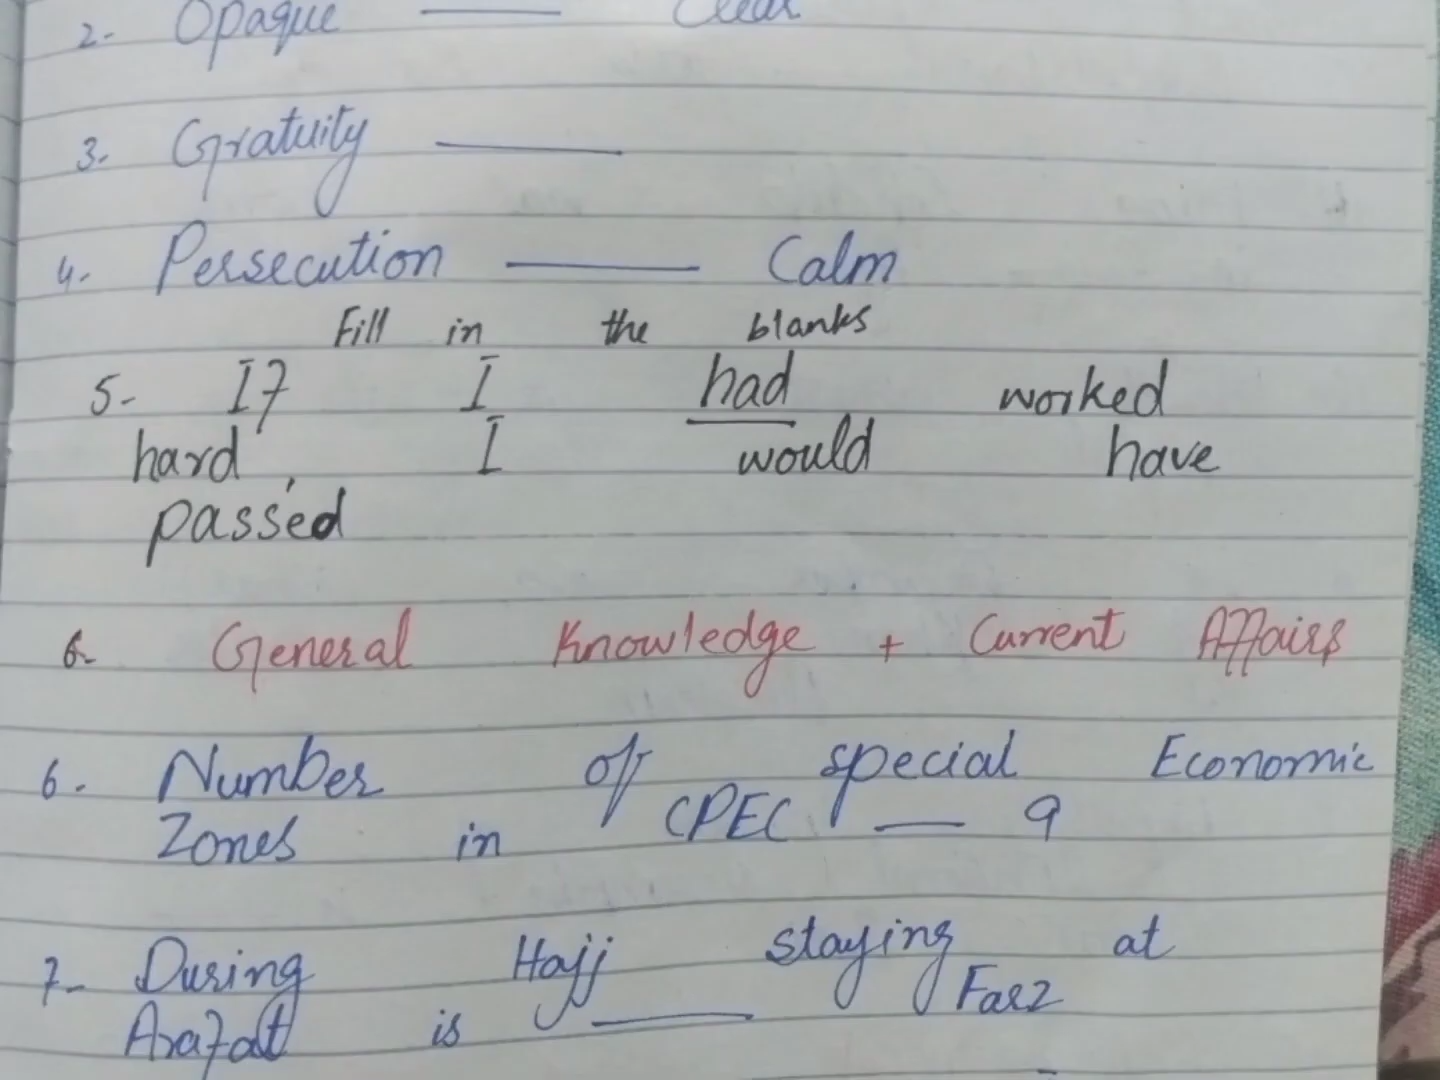 2- Opaque — Clear
3- Gratuity —
4- Persecution — Calm
Fill in the blanks
5- If I had worked
hard, I would have
passed
6- General Knowledge + Current Affairs
6- Number of special Economic
Zones in CPEC — 9
7- During Hajj staying at
Arafat is — Farz